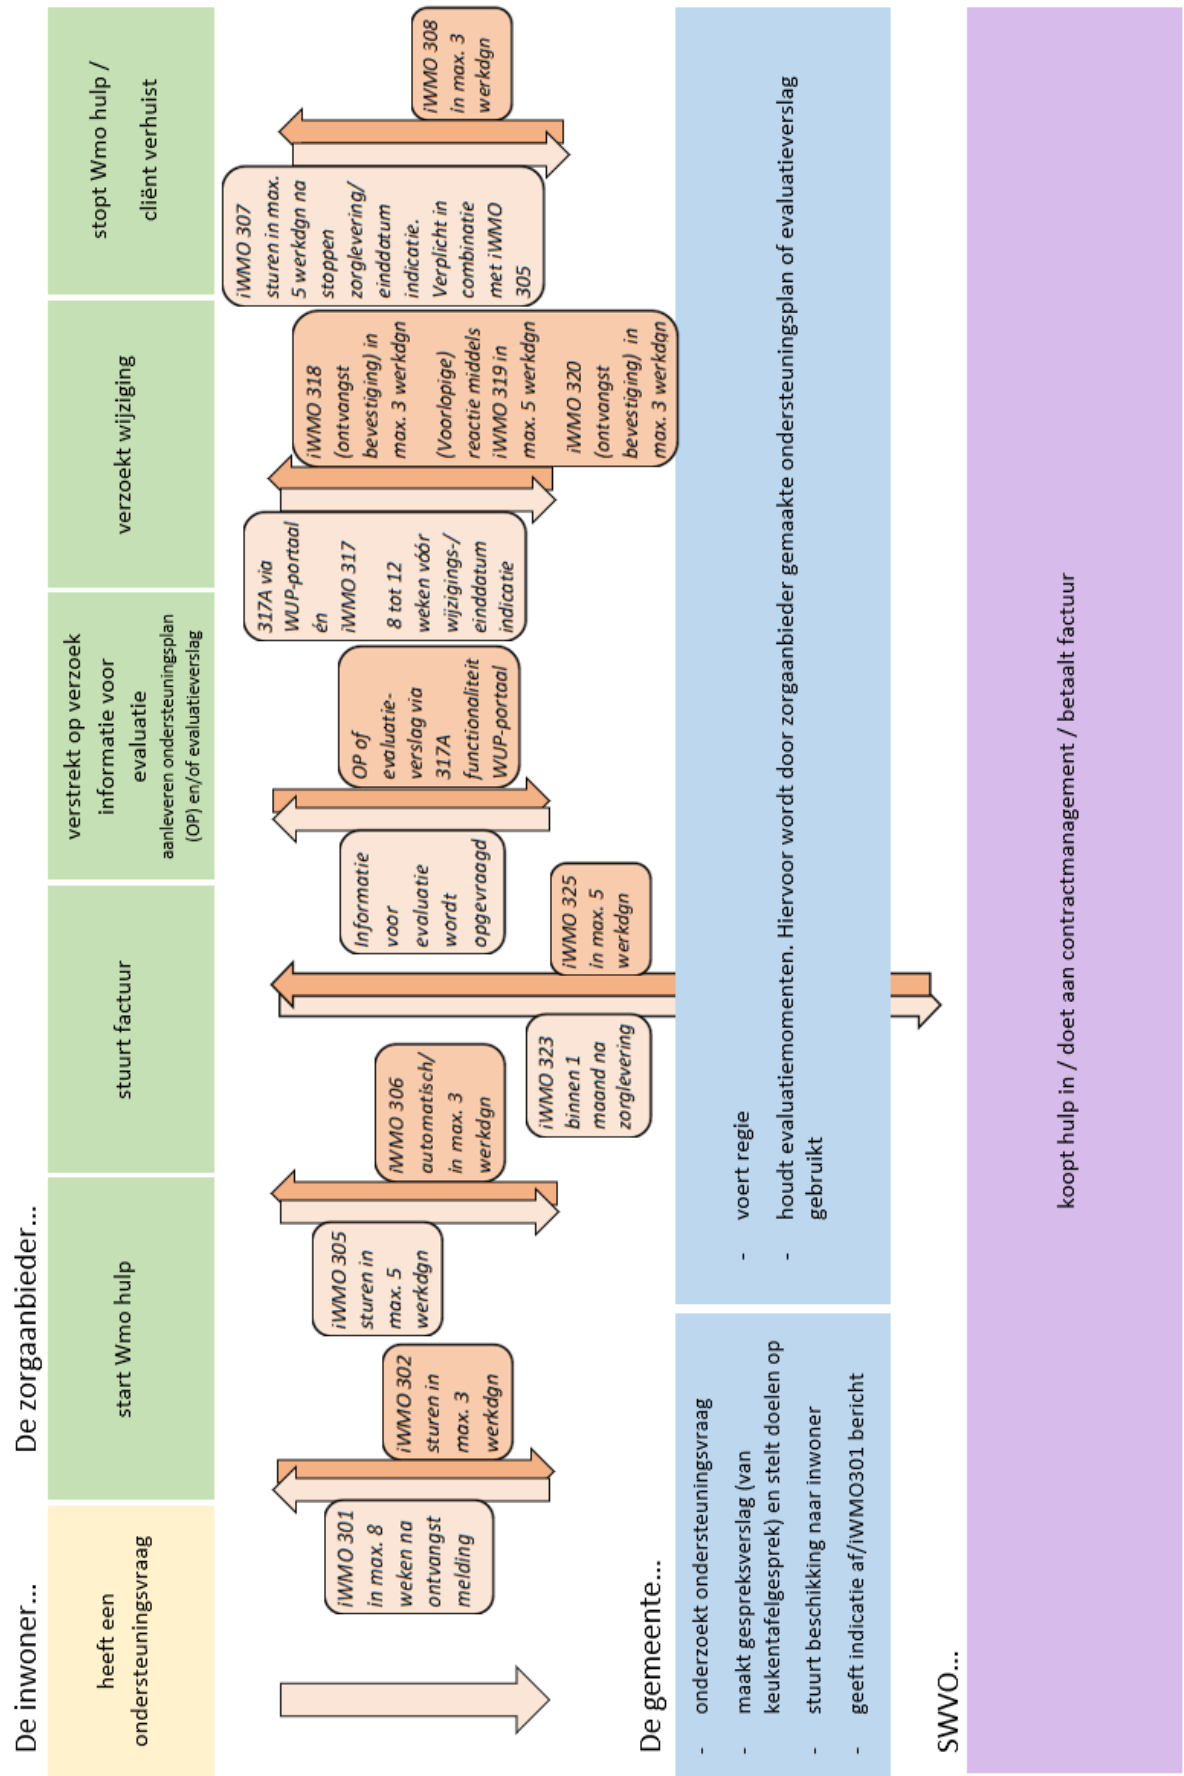 De inwoner...
De zorgaanbieder...
heeft een
ondersteuningsvraag
start Wmo hulp
stuurt factuur
verstrekt op verzoek
informatie voor
evaluatie
aanleveren ondersteuningsplan
(OP) en/of evaluatieverslag
verzoekt wijziging
stopt Wmo hulp /
cliënt verhuist
iWMO 301
in max. 8
weken na
ontvangst
melding
iWMO 302
sturen in
max. 3
werkdgn
iWMO 305
sturen in
max. 5
werkdgn
iWMO 306
automatisch/
in max. 3
werkdgn
iWMO 323
binnen 1
maand na
zorglevering
iWMO 325
in max. 5
werkdgn
Informatie
voor
evaluatie
wordt
opgevraagd
OP of
evaluatie-
verslag via
317A
functionaliteit
WUP-portaal
317A via
WUP-portaal
én
iWMO 317
8 tot 12
weken vóór
wijzigings-/
einddatum
indicatie
iWMO 318
(ontvangst
bevestiging) in
max. 3 werkdgn
(Voorlopige)
reactie middels
iWMO 319 in
max. 5 werkdgn
iWMO 320
(ontvangst
bevestiging) in
max. 3 werkdgn
iWMO 307
sturen in max.
5 werkdgn na
stoppen
zorglevering/
einddatum
indicatie.
Verplicht in
combinatie
met iWMO
305
iWMO 308
in max. 3
werkdgn
De gemeente...
- onderzoekt ondersteuningsvraag
- maakt gespreksverslag (van
keukentafelgesprek) en stelt doelen op
- stuurt beschikking naar inwoner
- geeft indicatie af/iWMO301 bericht
- voert regie
- houdt evaluatiemomenten. Hiervoor wordt door zorgaanbieder gemaakte ondersteuningsplan of evaluatieverslag
gebruikt
SWVO...
koopt hulp in / doet aan contractmanagement / betaalt factuur